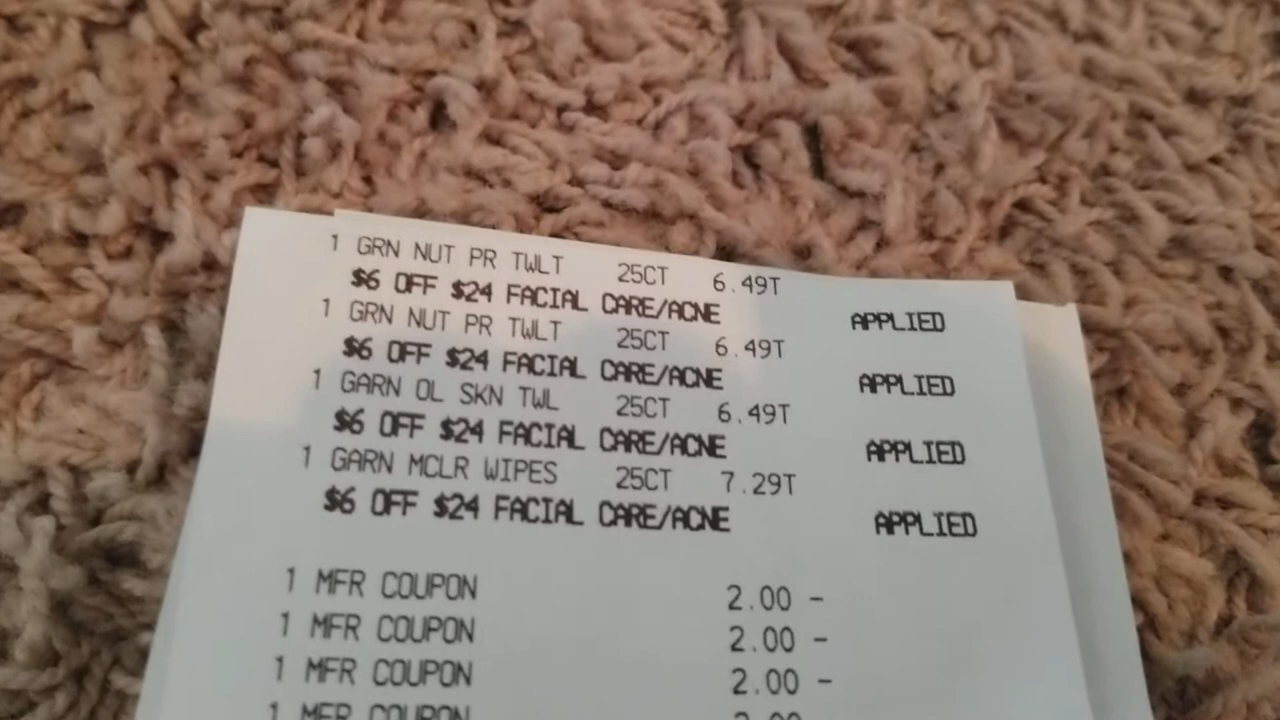 1 GRN NUT PR TWLT 25CT 6.49T
$6 OFF $24 FACIAL CARE/ACNE APPLIED
1 GRN NUT PR TWLT 25CT 6.49T
$6 OFF $24 FACIAL CARE/ACNE APPLIED
1 GARN OL SKN TWL 25CT 6.49T
$6 OFF $24 FACIAL CARE/ACNE APPLIED
1 GARN MCLR WIPES 25CT 7.29T
$6 OFF $24 FACIAL CARE/ACNE APPLIED
1 MFR COUPON 2.00 -
1 MFR COUPON 2.00 -
1 MFR COUPON 2.00 -
1 MFR COUPON